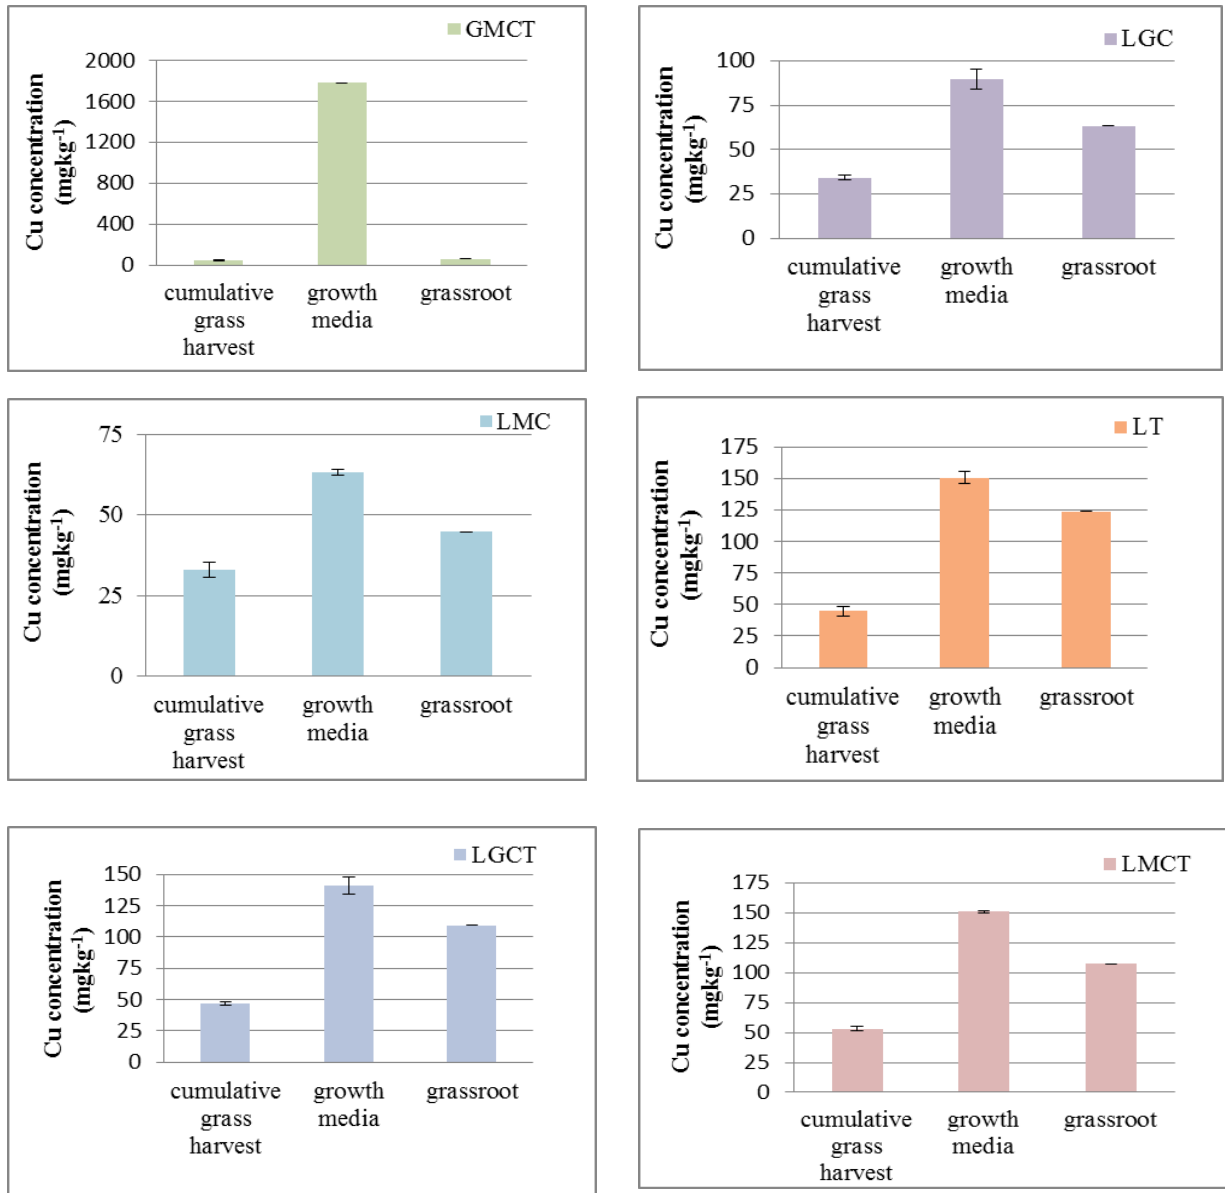 GMCT
Cu concentration
(mgkg-1)
2000
1600
1200
800
400
0
cumulative
grass
harvest
growth
media
grassroot
LGC
Cu concentration
(mgkg-1)
100
75
50
25
0
cumulative
grass
harvest
growth
media
grassroot
LMC
Cu concentration
(mgkg-1)
75
50
25
0
cumulative
grass
harvest
growth
media
grassroot
LT
Cu concentration
(mgkg-1)
175
150
125
100
75
50
25
0
cumulative
grass
harvest
growth
media
grassroot
LGCT
Cu concentration
(mgkg-1)
150
125
100
75
50
25
0
cumulative
grass
harvest
growth
media
grassroot
LMCT
Cu concentration
(mgkg-1)
175
150
125
100
75
50
25
0
cumulative
grass
harvest
growth
media
grassroot